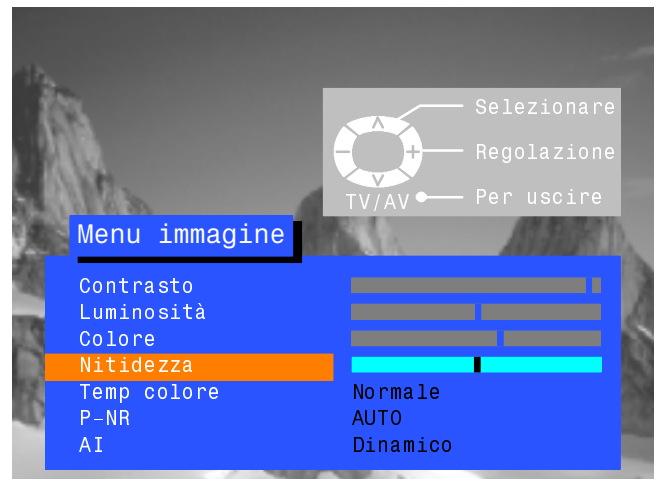 Selezionare
Regolazione
TV/AV Per uscire
Menu immagine
Contrasto
Luminosità
Colore
Nitidezza
Temp colore Normale
P-NR AUTO
AI Dinamico